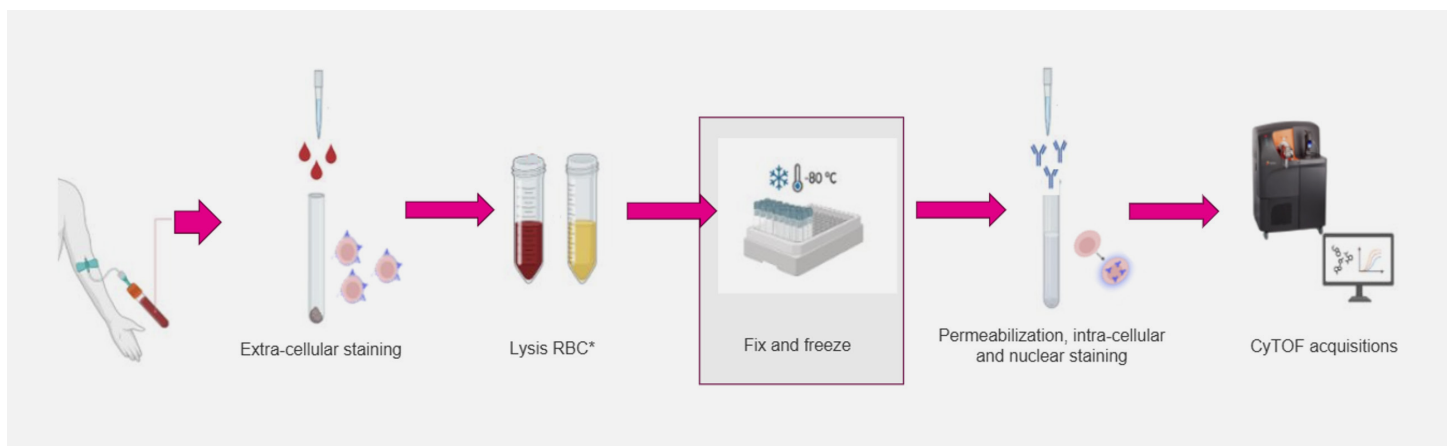 -80 °C
Extra-cellular staining
Lysis RBC*
Fix and freeze
Permeabilization, intra-cellular
and nuclear staining
CyTOF acquisitions